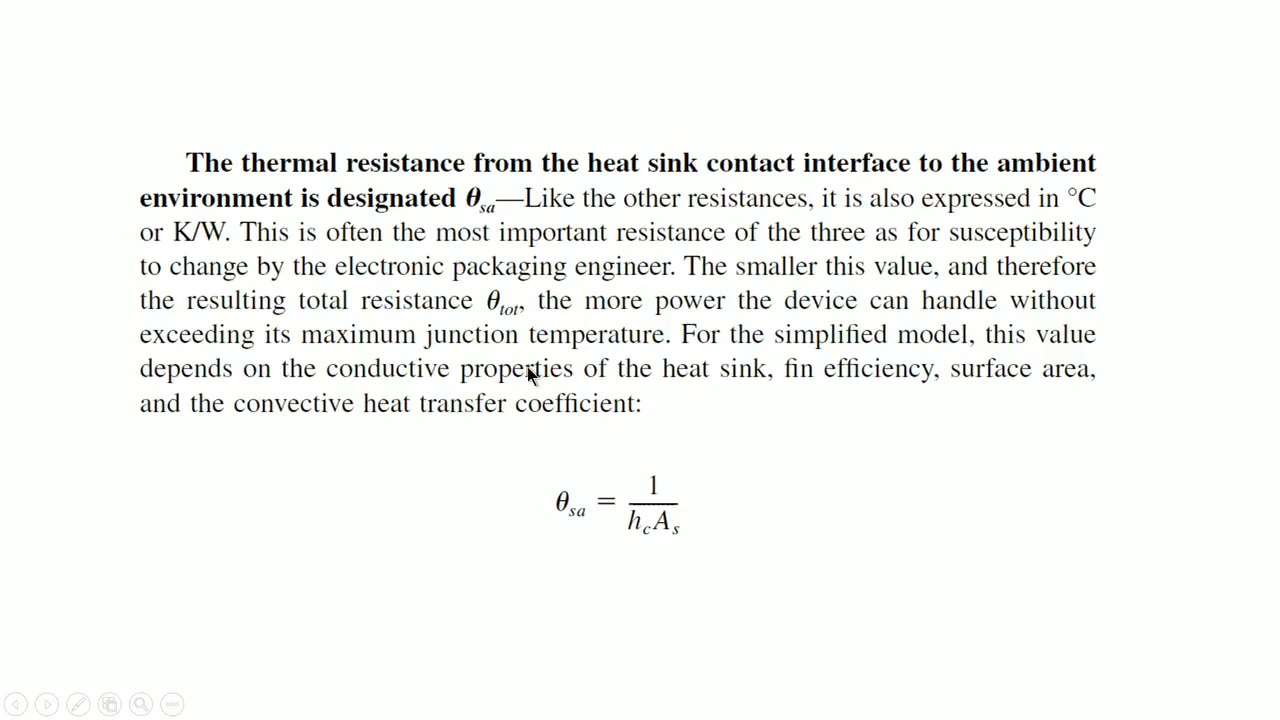 The thermal resistance from the heat sink contact interface to the ambient
environment is designated θsa—Like the other resistances, it is also expressed in °C
or K/W. This is often the most important resistance of the three as for susceptibility
to change by the electronic packaging engineer. The smaller this value, and therefore
the resulting total resistance θtot, the more power the device can handle without
exceeding its maximum junction temperature. For the simplified model, this value
depends on the conductive properties of the heat sink, fin efficiency, surface area,
and the convective heat transfer coefficient:
θsa = 1 / hcAs